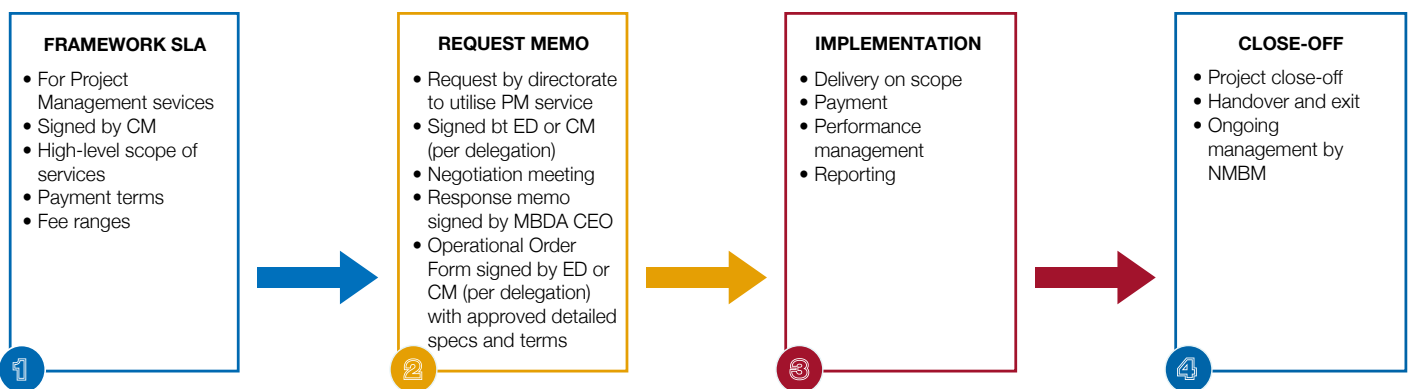 FRAMEWORK SLA
• For Project
Management sevices
• Signed by CM
• High-level scope of
services
• Payment terms
• Fee ranges
1
REQUEST MEMO
• Request by directorate
to utilise PM service
• Signed bt ED or CM
(per delegation)
• Negotiation meeting
• Response memo
signed by MBDA CEO
• Operational Order
Form signed by ED or
CM (per delegation)
with approved detailed
specs and terms
2
IMPLEMENTATION
• Delivery on scope
• Payment
• Performance
management
• Reporting
3
CLOSE-OFF
• Project close-off
• Handover and exit
• Ongoing
management by
NMBM
4